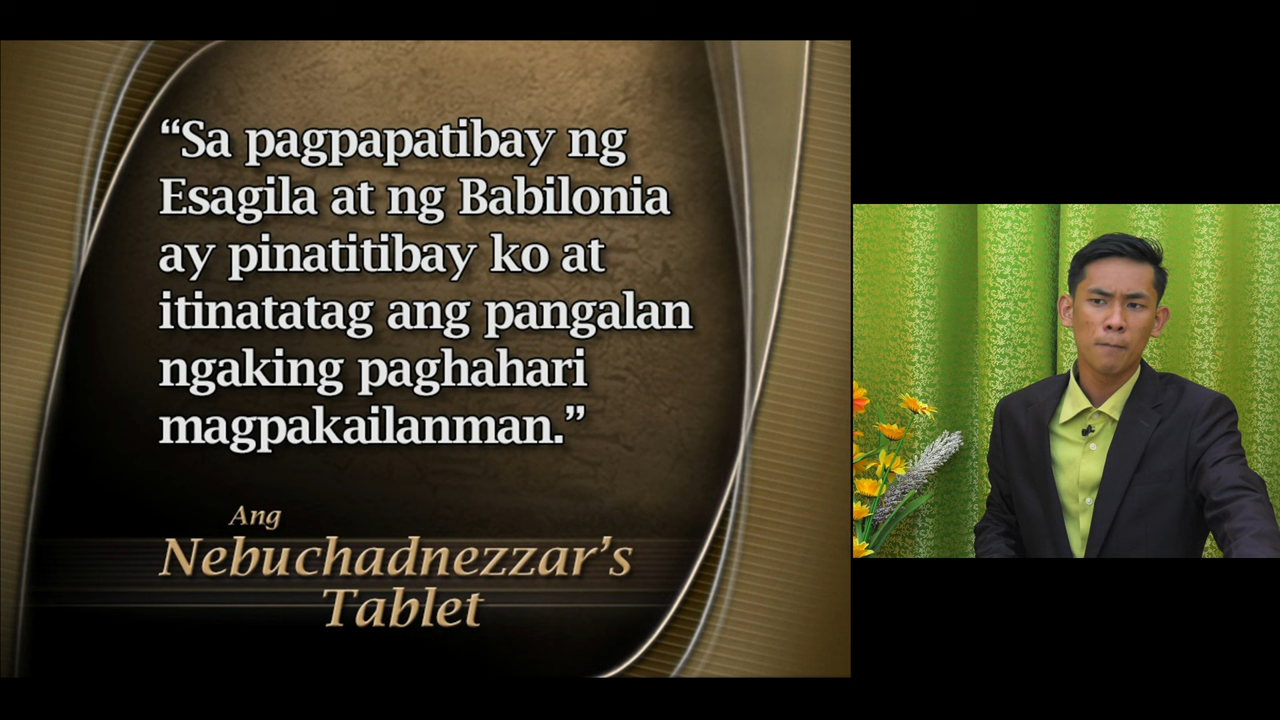 “Sa pagpapatibay ng
Esagila at ng Babilonia
ay pinatitibay ko at
itinatatag ang pangalan
ngaking paghahari
magpakailanman.”
Ang
Nebuchadnezzar’s
Tablet